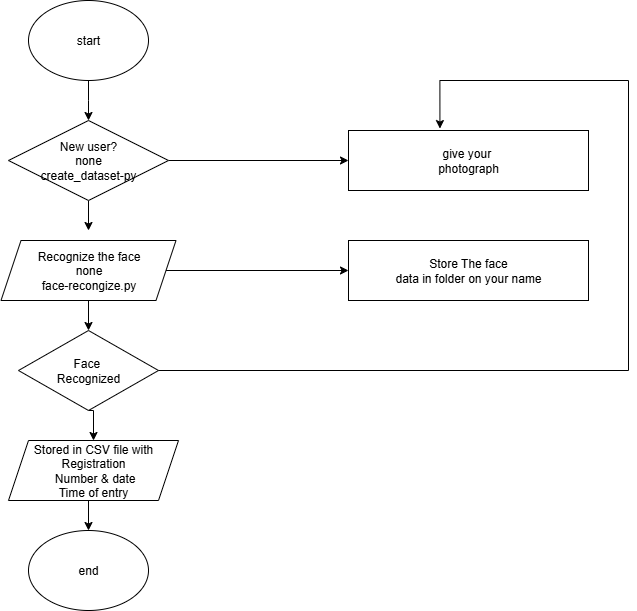 start
New user?
none
create_dataset-py
give your
photograph
Recognize the face
none
face-recongize.py
Store The face
data in folder on your name
Face
Recognized
Stored in CSV file with
Registration
Number & date
Time of entry
end